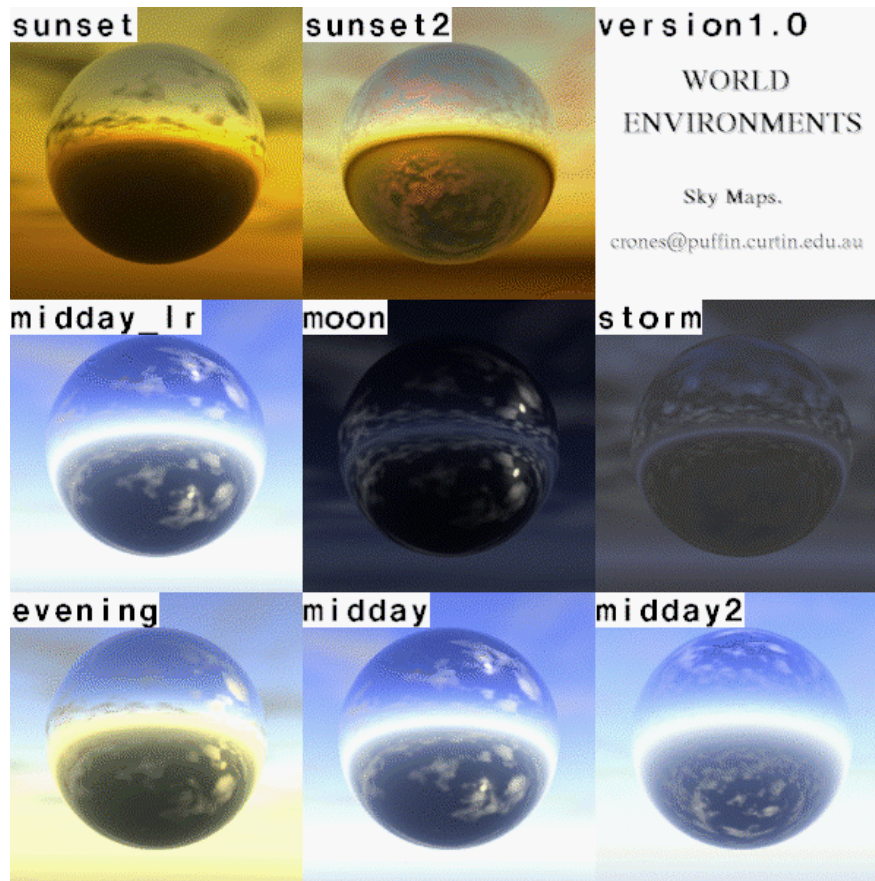 sunset
sunset2
version1.0
WORLD
ENVIRONMENTS
Sky Maps.
crones@puffin.curtin.edu.au
midday_lr
moon
storm
evening
midday
midday2